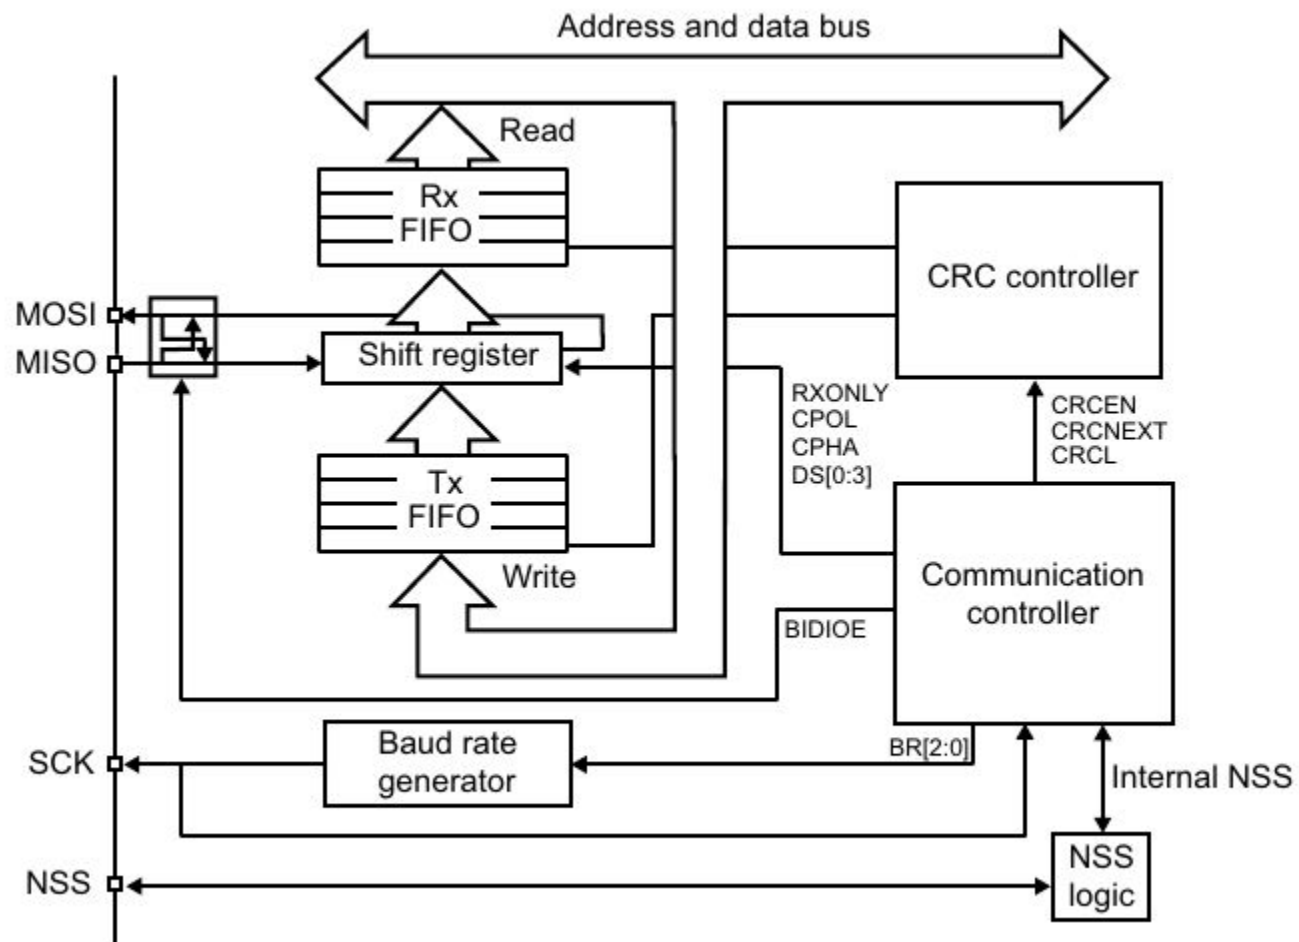 Address and data bus
Read
Rx
FIFO
CRC controller
MOSI
MISO
Shift register
RXONLY
CPOL
CPHA
DS[0:3]
CRCEN
CRCNEXT
CRCL
Tx
FIFO
Write
Communication
controller
BIDIOE
BR[2:0]
Baud rate
generator
SCK
Internal NSS
NSS
logic
NSS